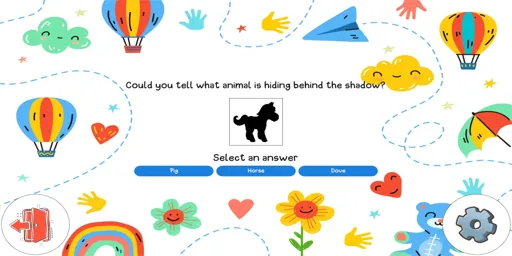 Could you tell what animal is hiding behind the shadow?
Select an answer
Pig
Horse
Dove